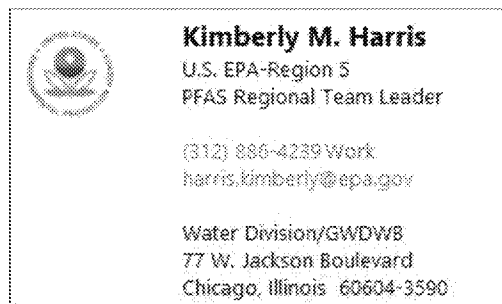 Kimberly M. Harris
U.S. EPA-Region 5
PFAS Regional Team Leader
(312) 886-4239 Work
harris.kimberly@epa.gov
Water Division/GWDWB
77 W. Jackson Boulevard
Chicago, Illinois 60604-3590